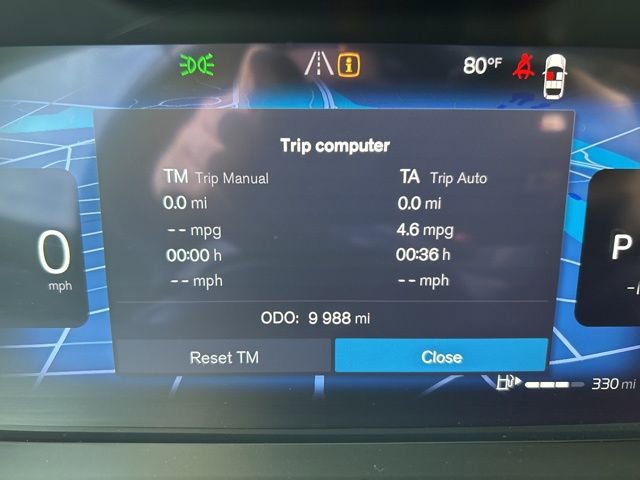 80°F
Trip computer
TM Trip Manual
TA Trip Auto
0.0 mi
0.0 mi
-- mpg
4.6 mpg
00:00 h
00:36 h
-- mph
-- mph
0
mph
P
ODO: 9 988 mi
Reset TM
Close
330 mi